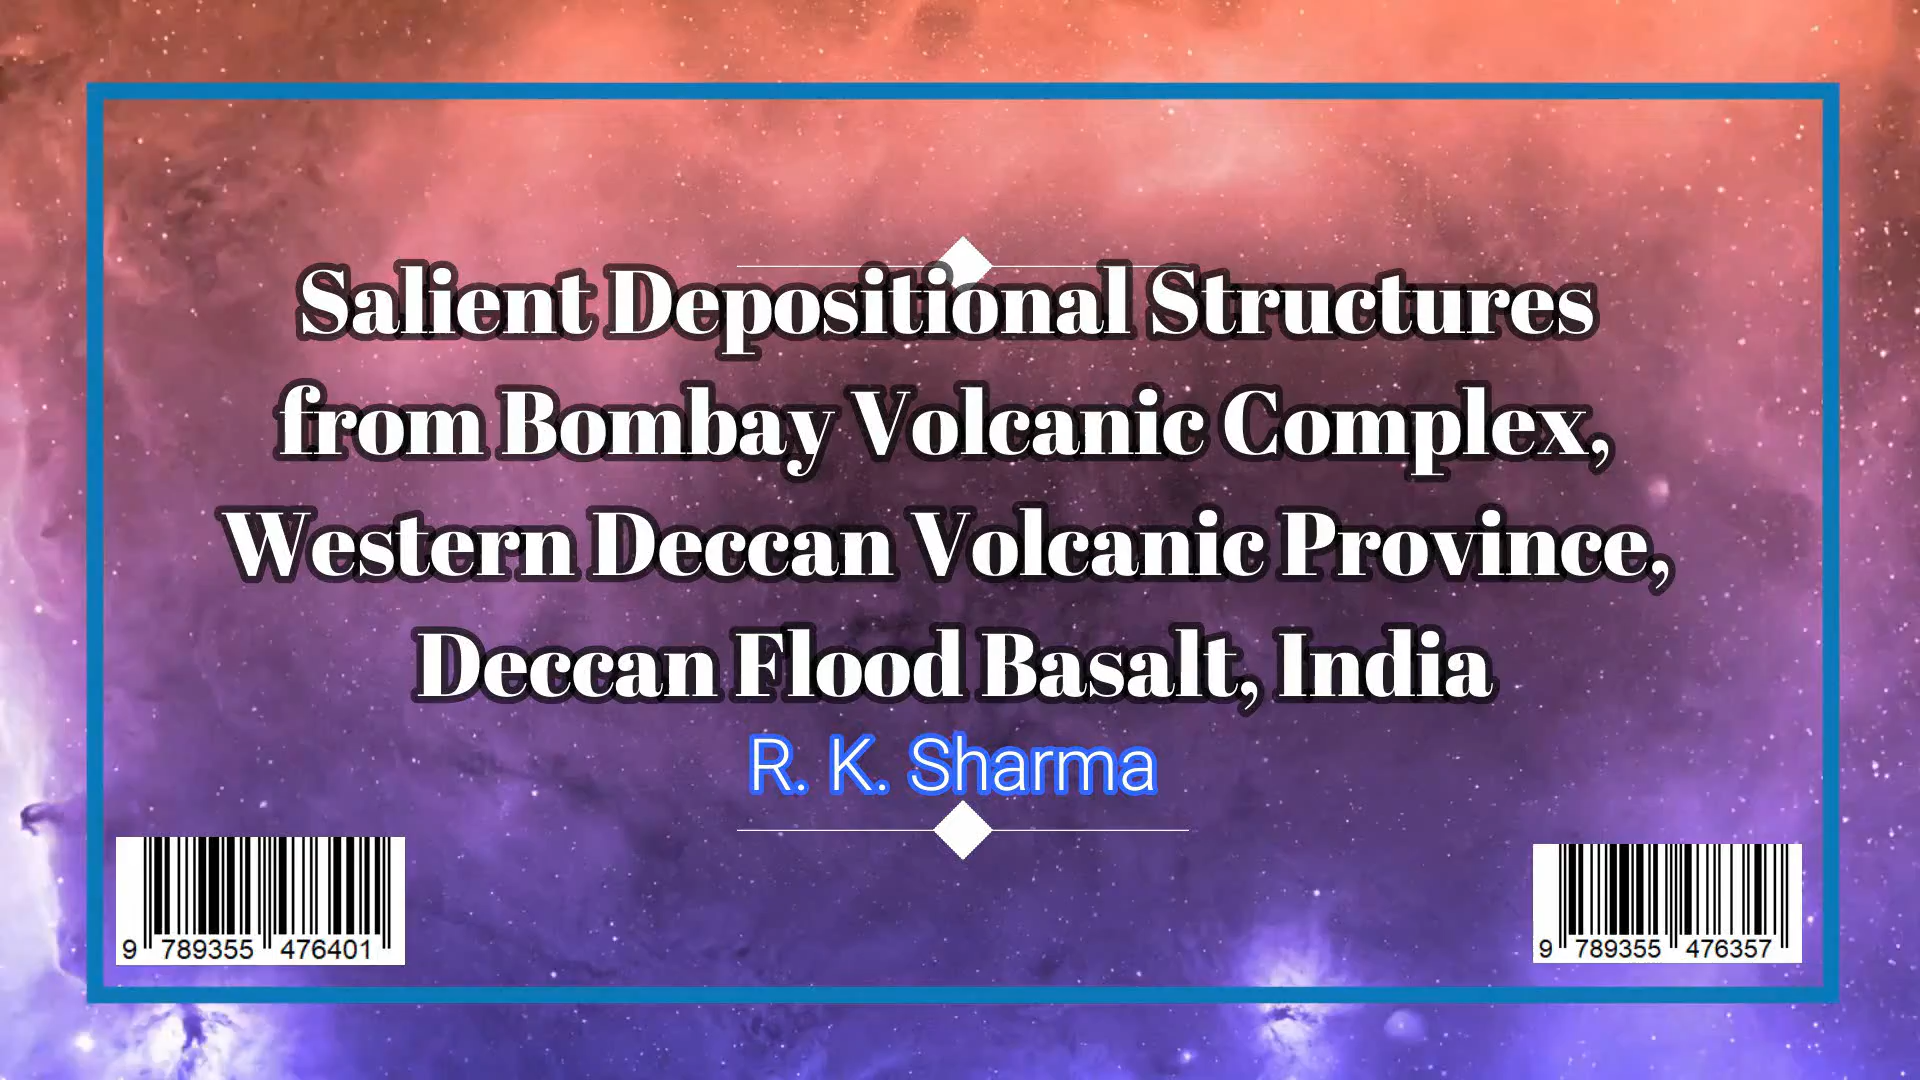 Salient Depositional Structures
from Bombay Volcanic Complex,
Western Deccan Volcanic Province,
Deccan Flood Basalt, India
R. K. Sharma
9 789355 476401
9 789355 476357